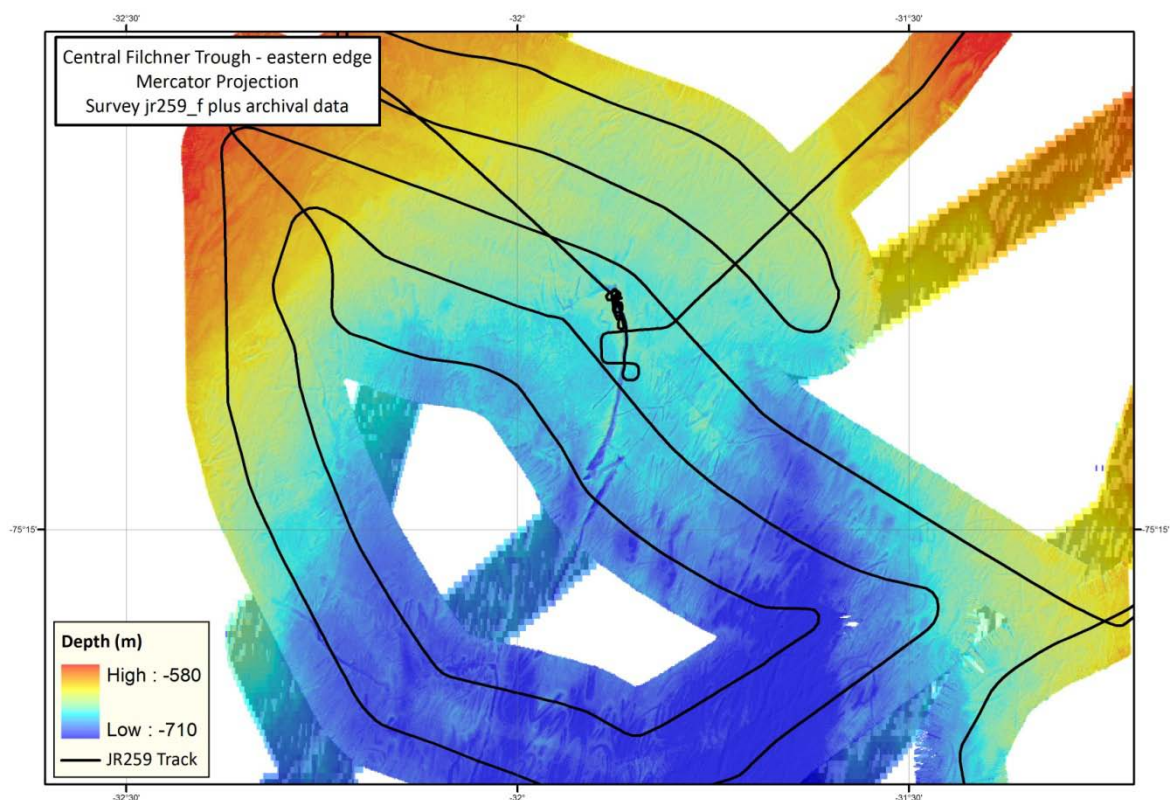 -32°30'
-32°
-31°30'
Central Filchner Trough - eastern edge
Mercator Projection
Survey jr259_f plus archival data
-75°15'
-75°15'
Depth (m)
High : -580
Low : -710
JR259 Track
-32°30'
-32°
-31°30'